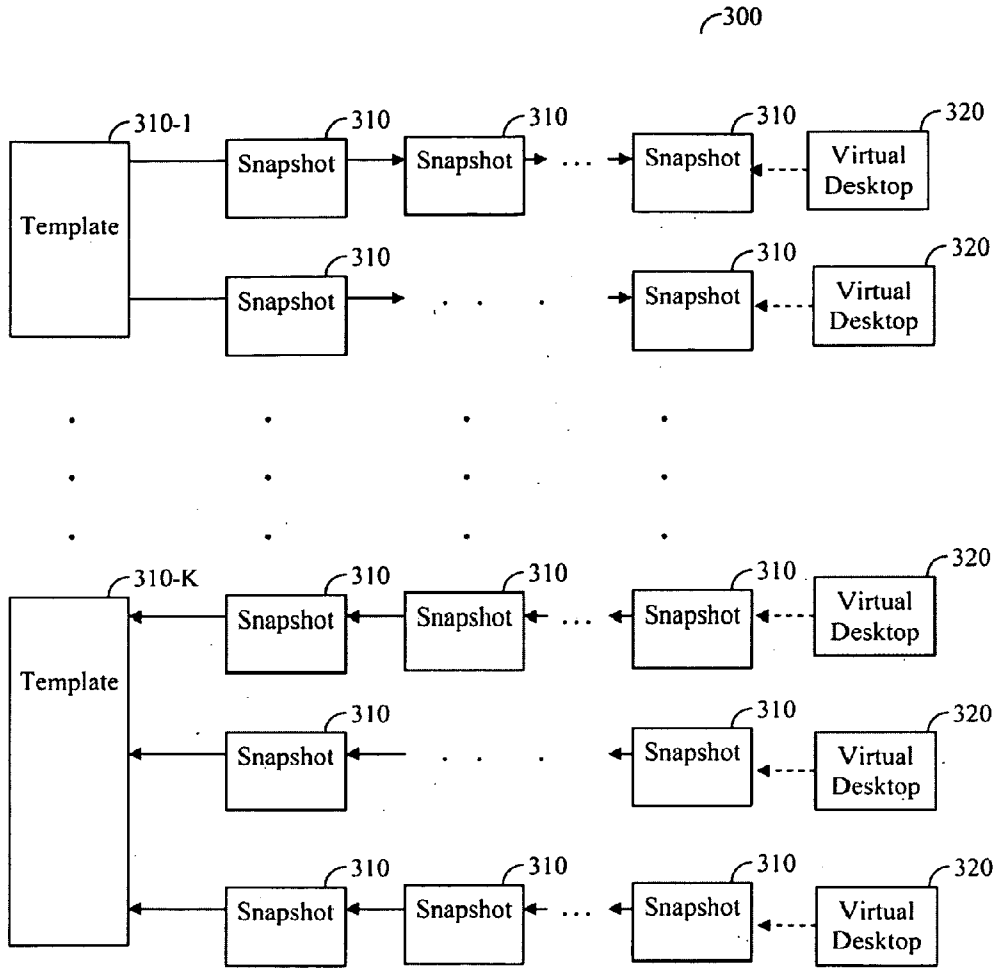 300
310-1
310
310
310
320
Template
Snapshot
Snapshot
...
Snapshot
Virtual
Desktop
310
310
320
Snapshot
. . .
Snapshot
Virtual
Desktop
310-K
310
310
310
320
Template
Snapshot
Snapshot
...
Snapshot
Virtual
Desktop
310
310
320
Snapshot
. . .
Snapshot
Virtual
Desktop
310
310
310
320
Snapshot
Snapshot
...
Snapshot
Virtual
Desktop